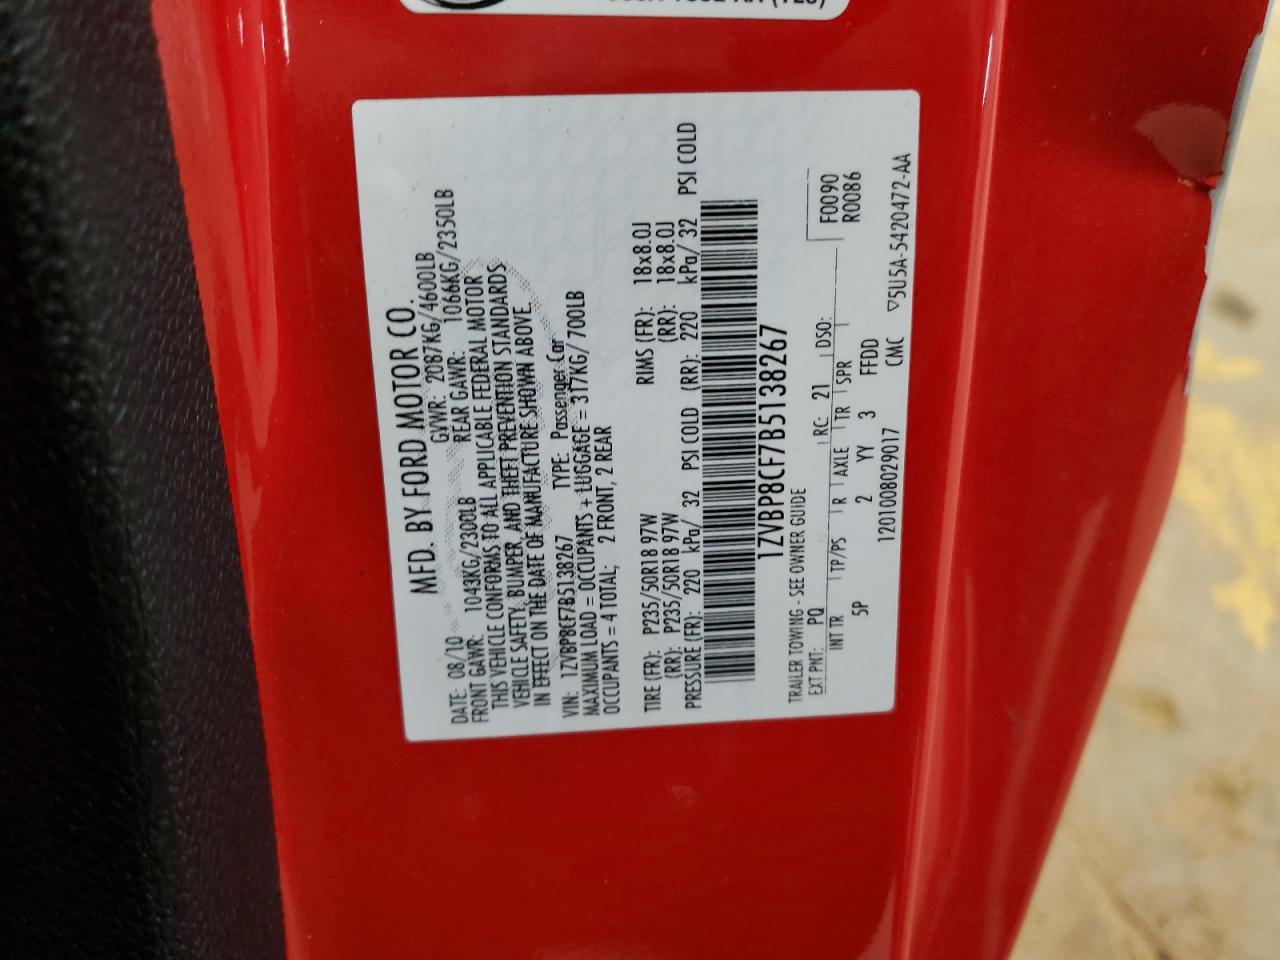 MFD. BY FORD MOTOR CO.
DATE: 08/10 GVWR: 2087KG/4600LB
FRONT GAWR: 1043KG/2300LB REAR GAWR: 1066KG/2350LB
THIS VEHICLE CONFORMS TO ALL APPLICABLE FEDERAL MOTOR
VEHICLE SAFETY, BUMPER, AND THEFT PREVENTION STANDARDS
IN EFFECT ON THE DATE OF MANUFACTURE SHOWN ABOVE.
VIN: 1ZVBP8CF7B5138267 TYPE: Passenger Car
MAXIMUM LOAD = OCCUPANTS + LUGGAGE = 317KG/700LB
OCCUPANTS = 4 TOTAL; 2 FRONT, 2 REAR
TIRE (FR): P235/50R18 97W RIMS (FR): 18x8.0J
(RR): P235/50R18 97W (RR): 18x8.0J
PRESSURE (FR): 220 kPa/ 32 PSI COLD (RR): 220 kPa/ 32 PSI COLD
1ZVBP8CF7B5138267
TRAILER TOWING - SEE OWNER GUIDE F0090
EXT PNT: PQ RC: 21 DSO: R0086
INT TR TP/PS R AXLE TR SPR
5P 2 YY 3 FFDD
1201008029017 CMC ▽5U5A-5420472-AA